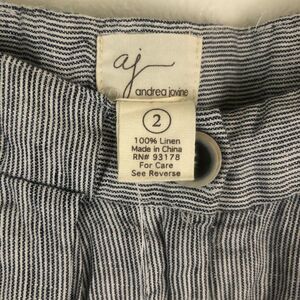 aj
andrea jovine
2
100% Linen
Made in China
RN# 93178
For Care
See Reverse